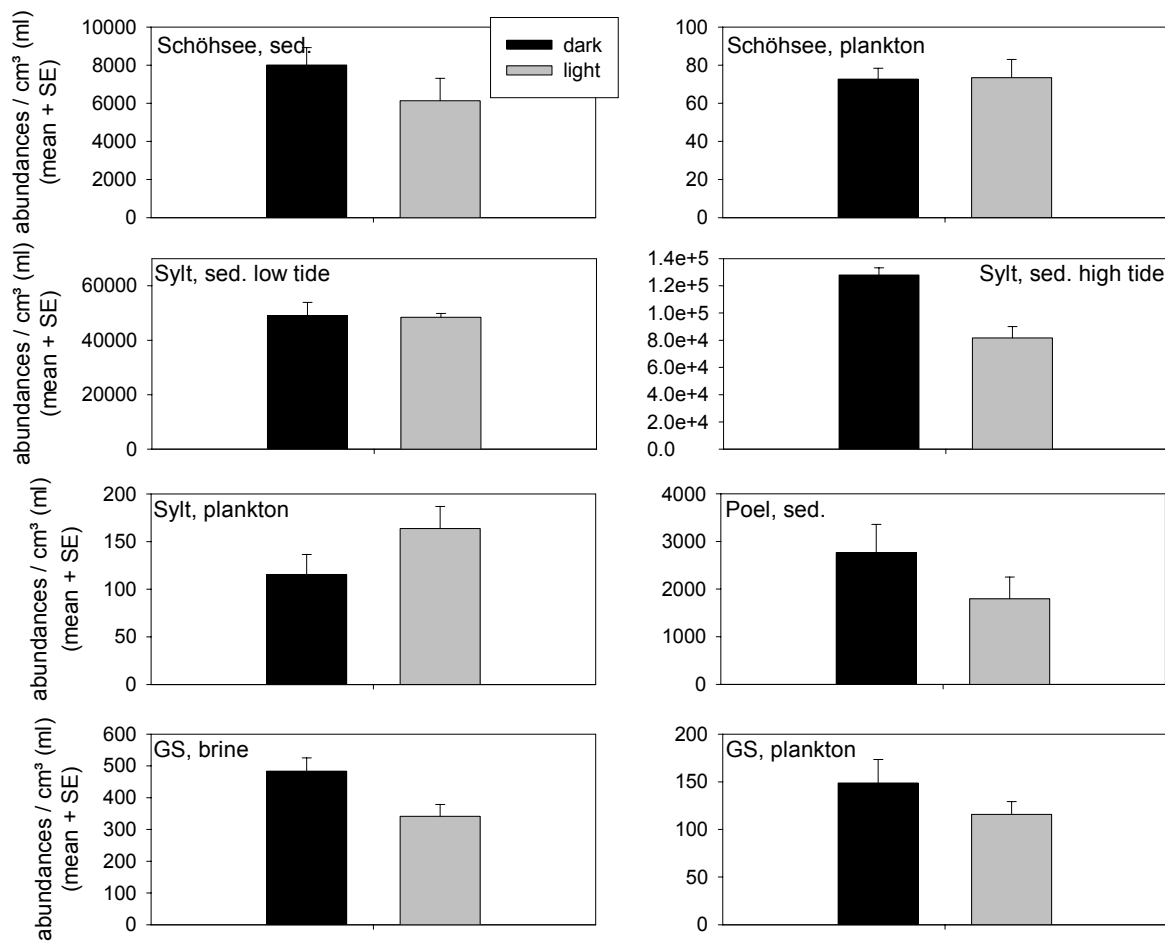 abundances / cm³ (ml)
(mean + SE)
10000
8000
6000
4000
2000
0
Schöhsee, sed.
dark
light
100
80
60
40
20
0
Schöhsee, plankton
abundances / cm³ (ml)
(mean + SE)
60000
40000
20000
0
Sylt, sed. low tide
1.4e+5
1.2e+5
1.0e+5
8.0e+4
6.0e+4
4.0e+4
2.0e+4
0.0
Sylt, sed. high tide
abundances / cm³ (ml)
(mean + SE)
200
150
100
50
0
Sylt, plankton
4000
3000
2000
1000
0
Poel, sed.
abundances / cm³ (ml)
(mean + SE)
600
500
400
300
200
100
0
GS, brine
200
150
100
50
0
GS, plankton